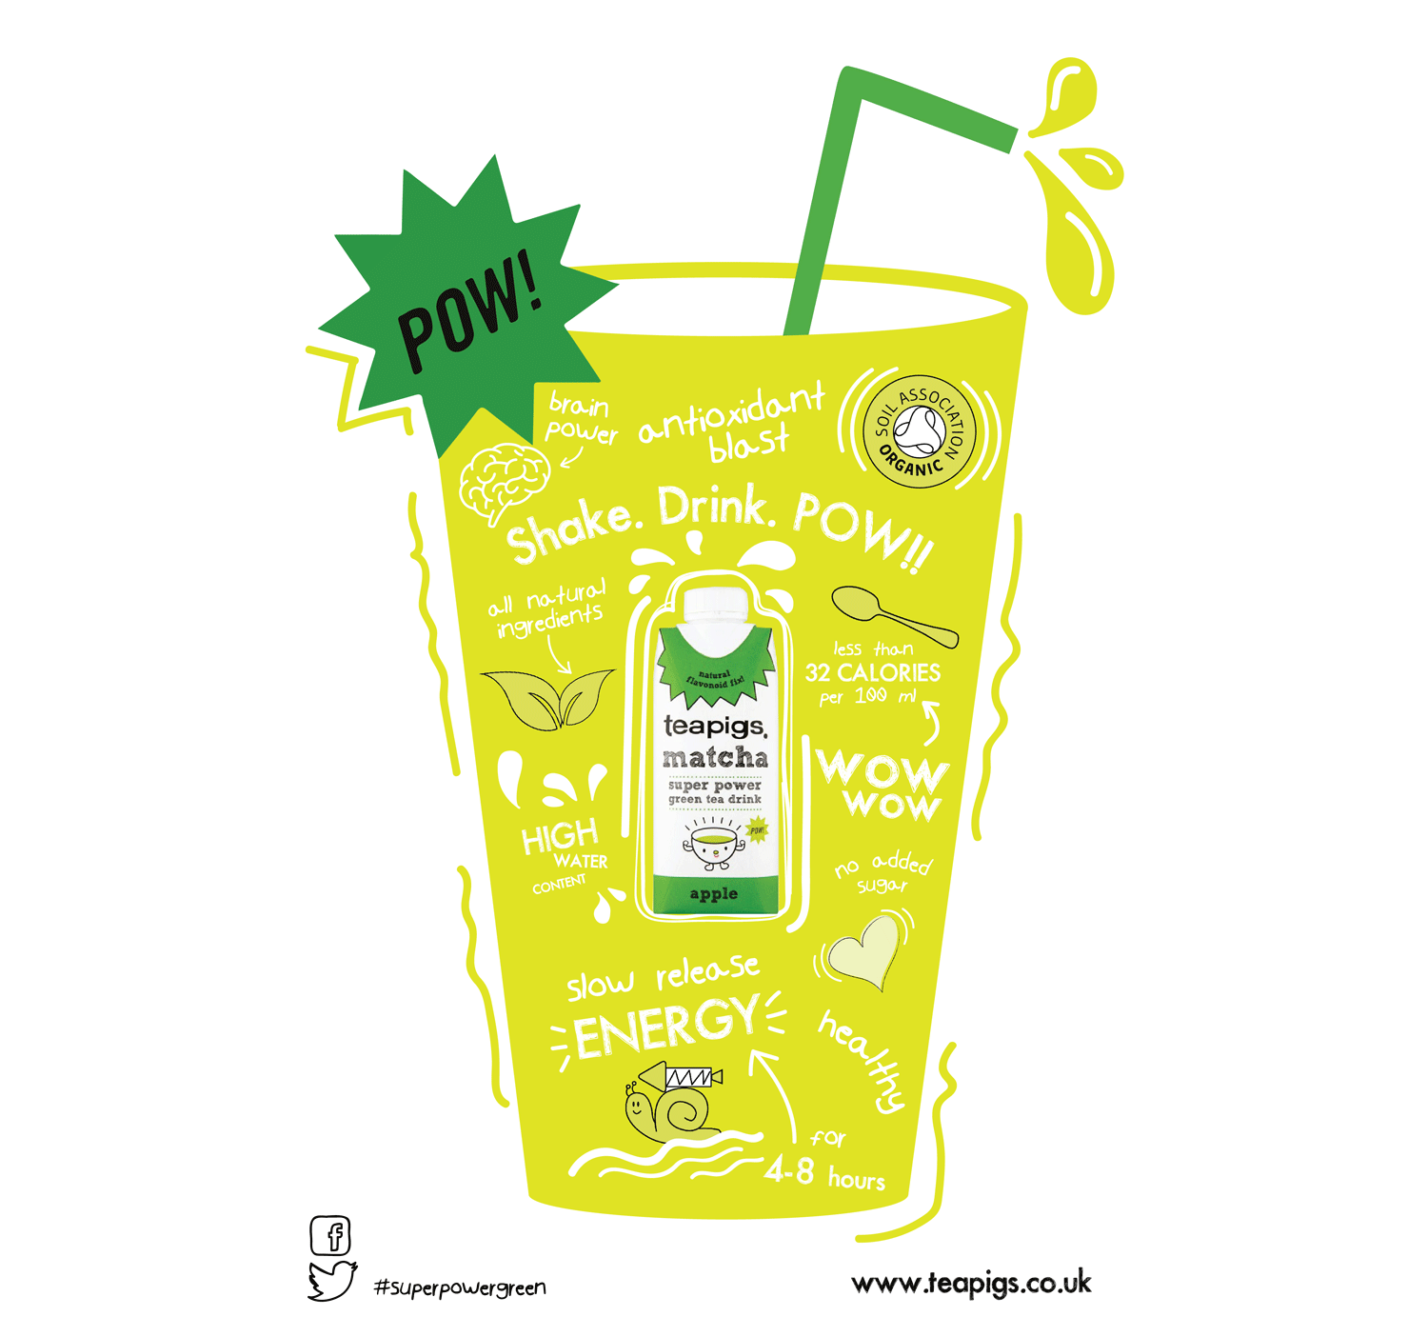 POW!
brain
power
antioxidant
blast
SOIL ASSOCIATION
ORGANIC
Shake. Drink. POW!!
all natural
ingredients
less than
32 CALORIES
per 100 ml
WOW
WOW
natural
flavonoid fix!
teapigs.
matcha
super power
green tea drink
POW!
apple
HIGH
WATER
CONTENT
no added
sugar
slow release
ENERGY
healthy
for
4-8 hours
#superpowergreen
www.teapigs.co.uk